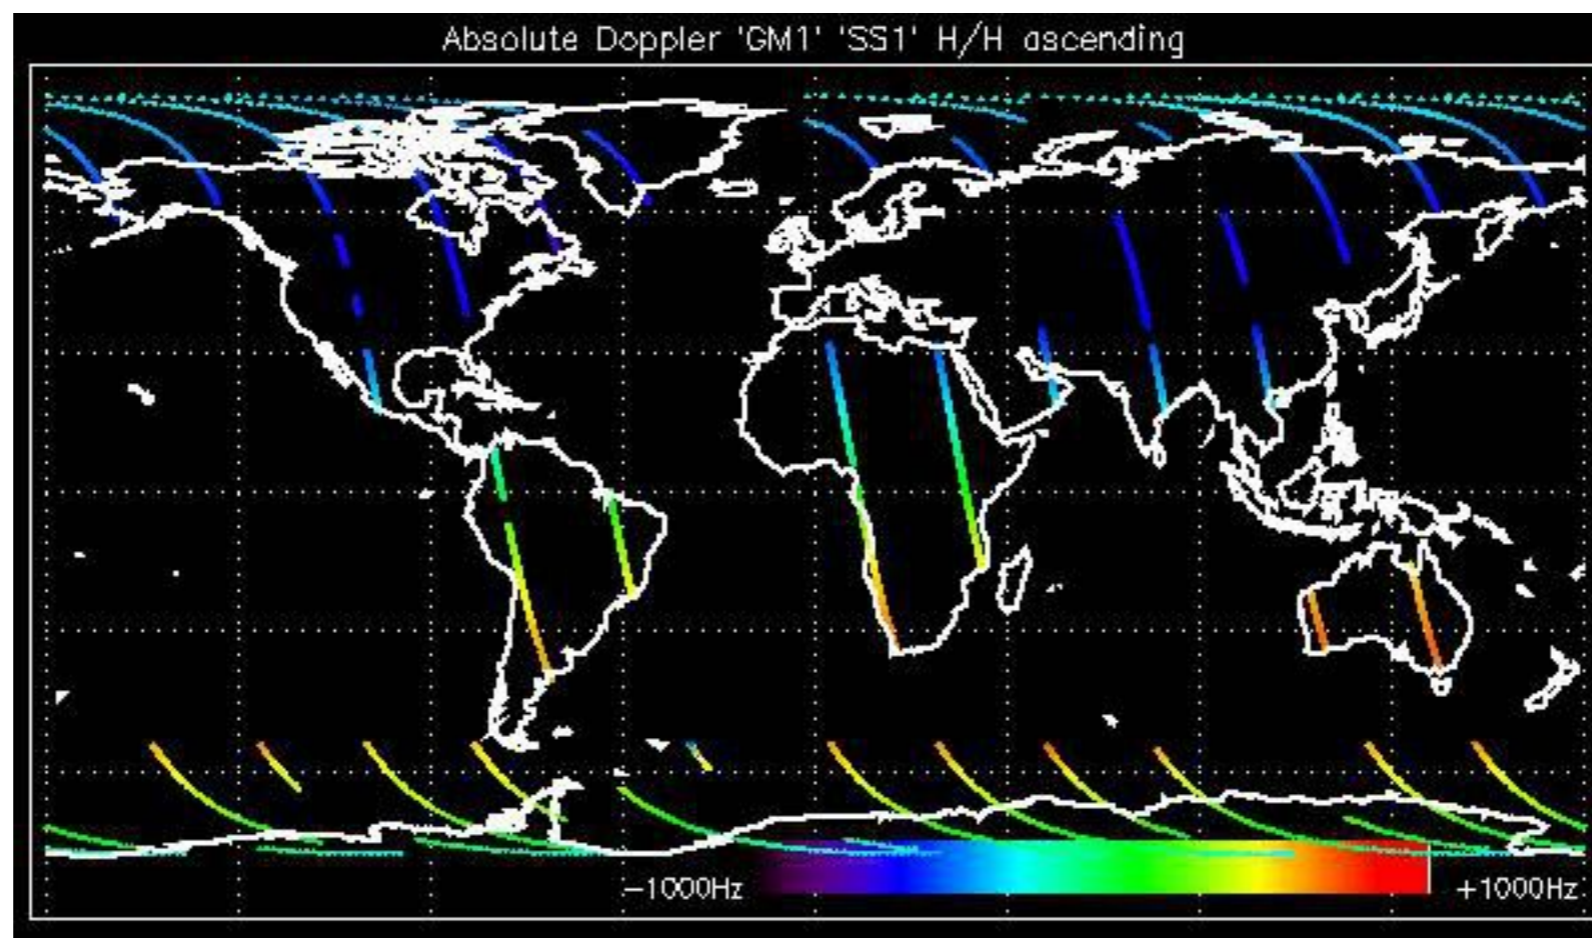 Absolute Doppler 'GM1' 'SS1' H/H ascending
−1000Hz
+1000Hz